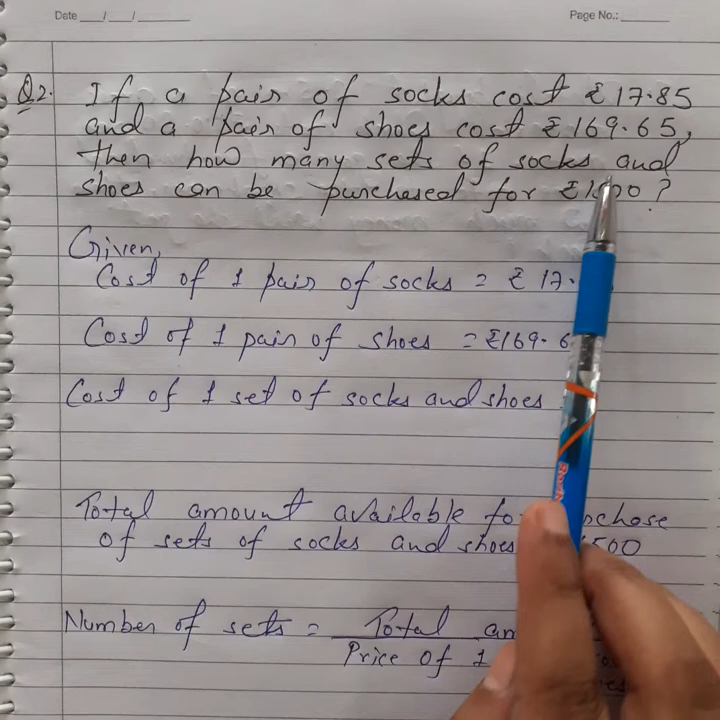 Date ___/___/______ Page No.: ________
Q2. If a pair of socks cost ₹17.85
and a pair of shoes cost ₹169.65,
then how many sets of socks and
shoes can be purchased for ?
Given,
Cost of 1 pair of socks = ₹17.
Cost of 1 pair of shoes = ₹169.6
Cost of 1 set of socks and shoes
Total amount available
of sets of socks and shoes 500
Number of sets = Total
Price of 1